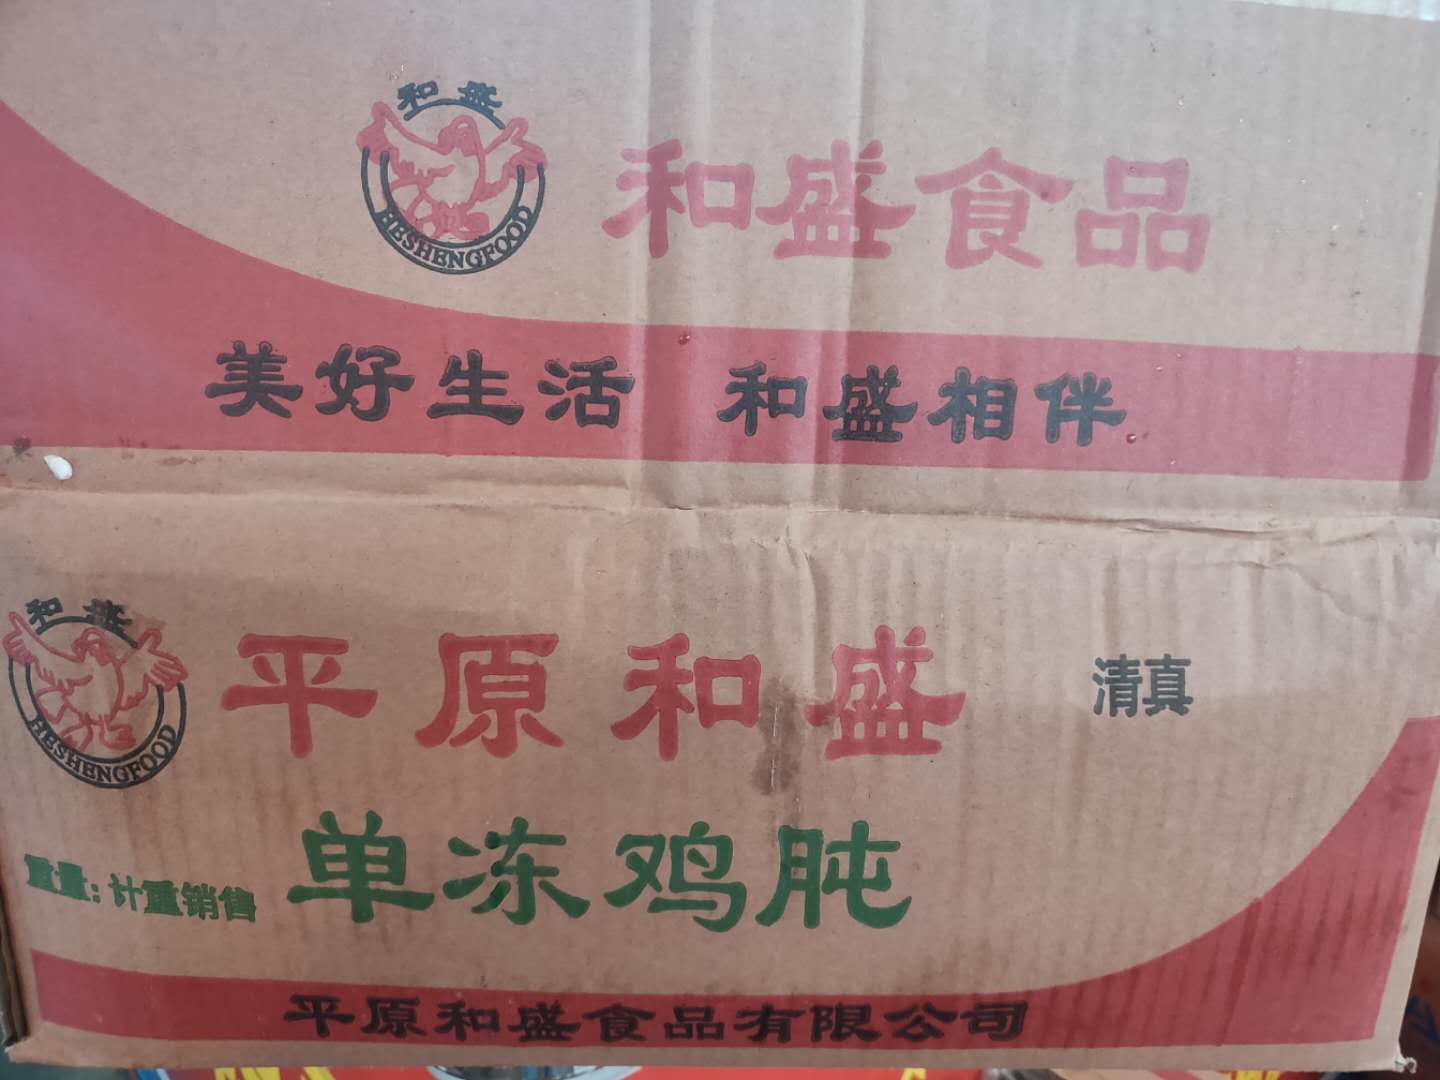 和盛
HESHENGFOOD
和盛食品
美好生活 和盛相伴
和盛
HESHENGFOOD
平原和盛
清真
重量:计重销售
单冻鸡肫
平原和盛食品有限公司